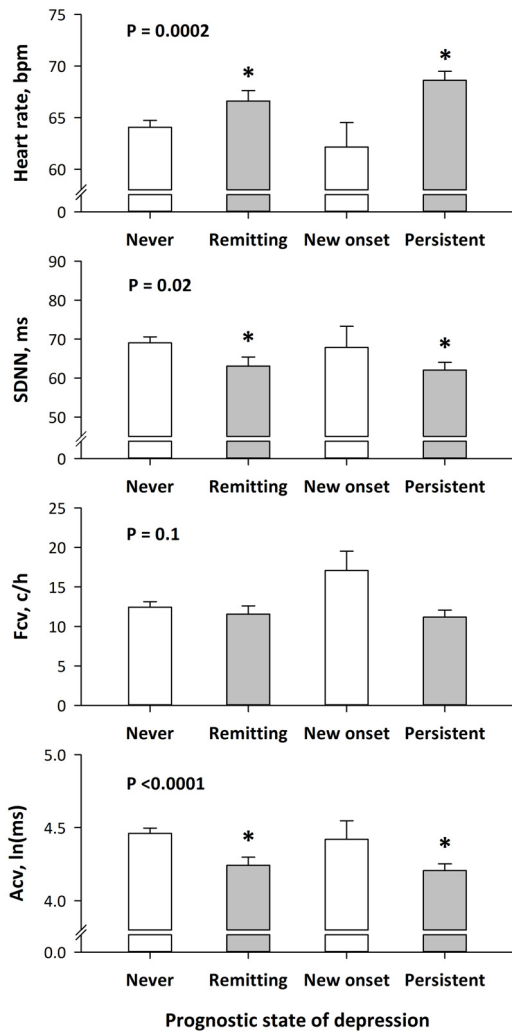 75
P = 0.0002
*
*
70
65
60
0
Heart rate, bpm
Never Remitting New onset Persistent
90
P = 0.02
80
70
*
*
60
50
0
SDNN, ms
Never Remitting New onset Persistent
25
P = 0.1
20
15
10
5
0
Fcv, c/h
Never Remitting New onset Persistent
5.0
P <0.0001
4.5
*
*
4.0
0.0
Acv, ln(ms)
Never Remitting New onset Persistent
Prognostic state of depression